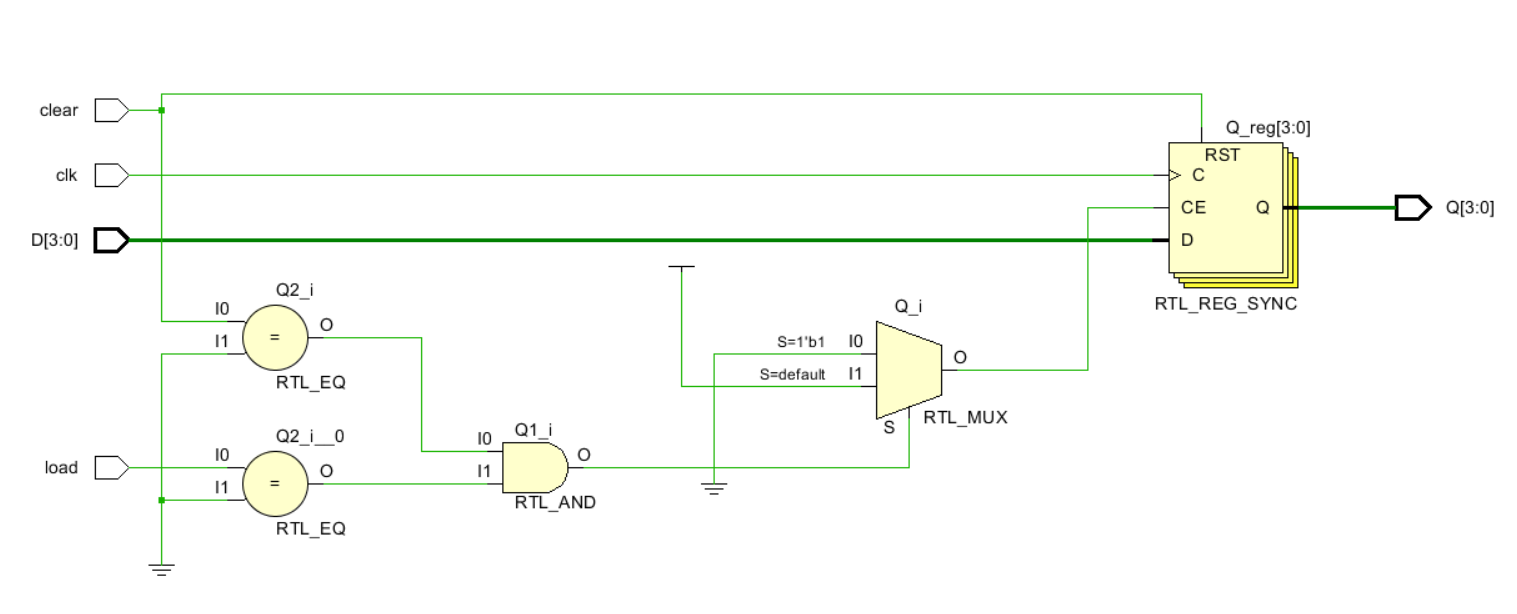 clear
clk
D[3:0]
load
Q2_i
I0
I1
=
O
RTL_EQ
Q2_i__0
I0
I1
=
O
RTL_EQ
Q1_i
I0
I1
O
RTL_AND
Q_i
S=1'b1
I0
S=default
I1
O
S
RTL_MUX
Q_reg[3:0]
RST
C
CE
Q
D
RTL_REG_SYNC
Q[3:0]